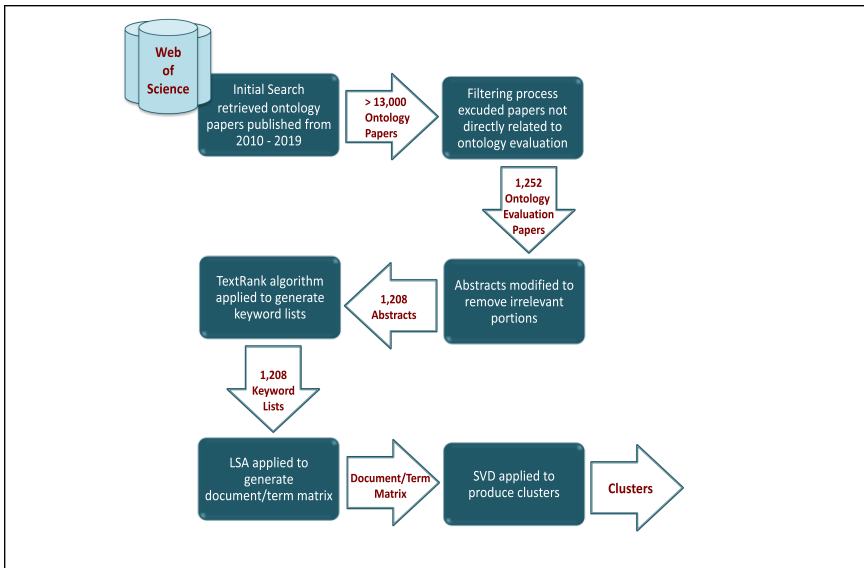 Web
of
Science
Initial Search
retrieved ontology
papers published from
2010 - 2019
> 13,000
Ontology
Papers
Filtering process
excuded papers not
directly related to
ontology evaluation
1,252
Ontology
Evaluation
Papers
Abstracts modified to
remove irrelevant
portions
1,208
Abstracts
TextRank algorithm
applied to generate
keyword lists
1,208
Keyword
Lists
LSA applied to
generate
document/term matrix
Document/Term
Matrix
SVD applied to
produce clusters
Clusters